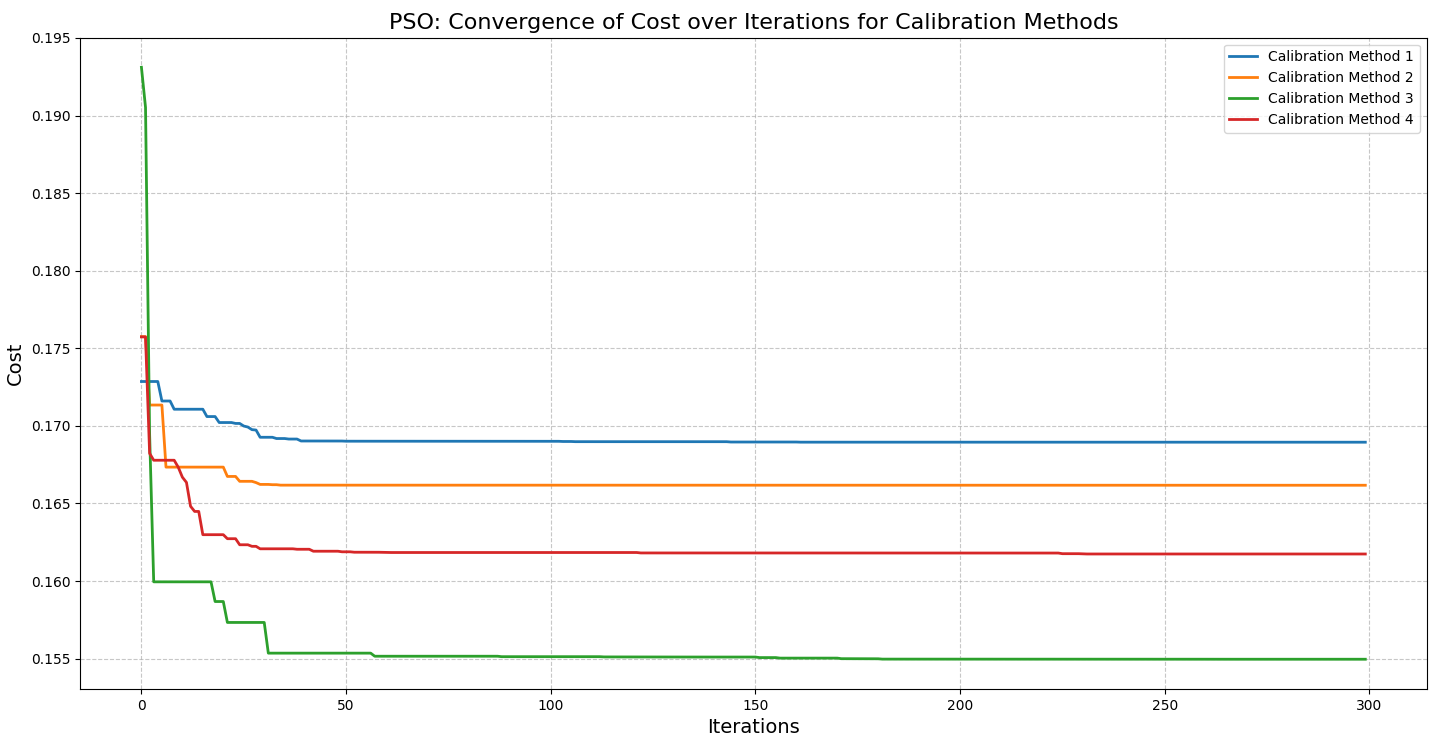 PSO: Convergence of Cost over Iterations for Calibration Methods
0.195
0.190
0.185
0.180
0.175
0.170
0.165
0.160
0.155
Cost
Calibration Method 1
Calibration Method 2
Calibration Method 3
Calibration Method 4
0
50
100
150
200
250
300
Iterations